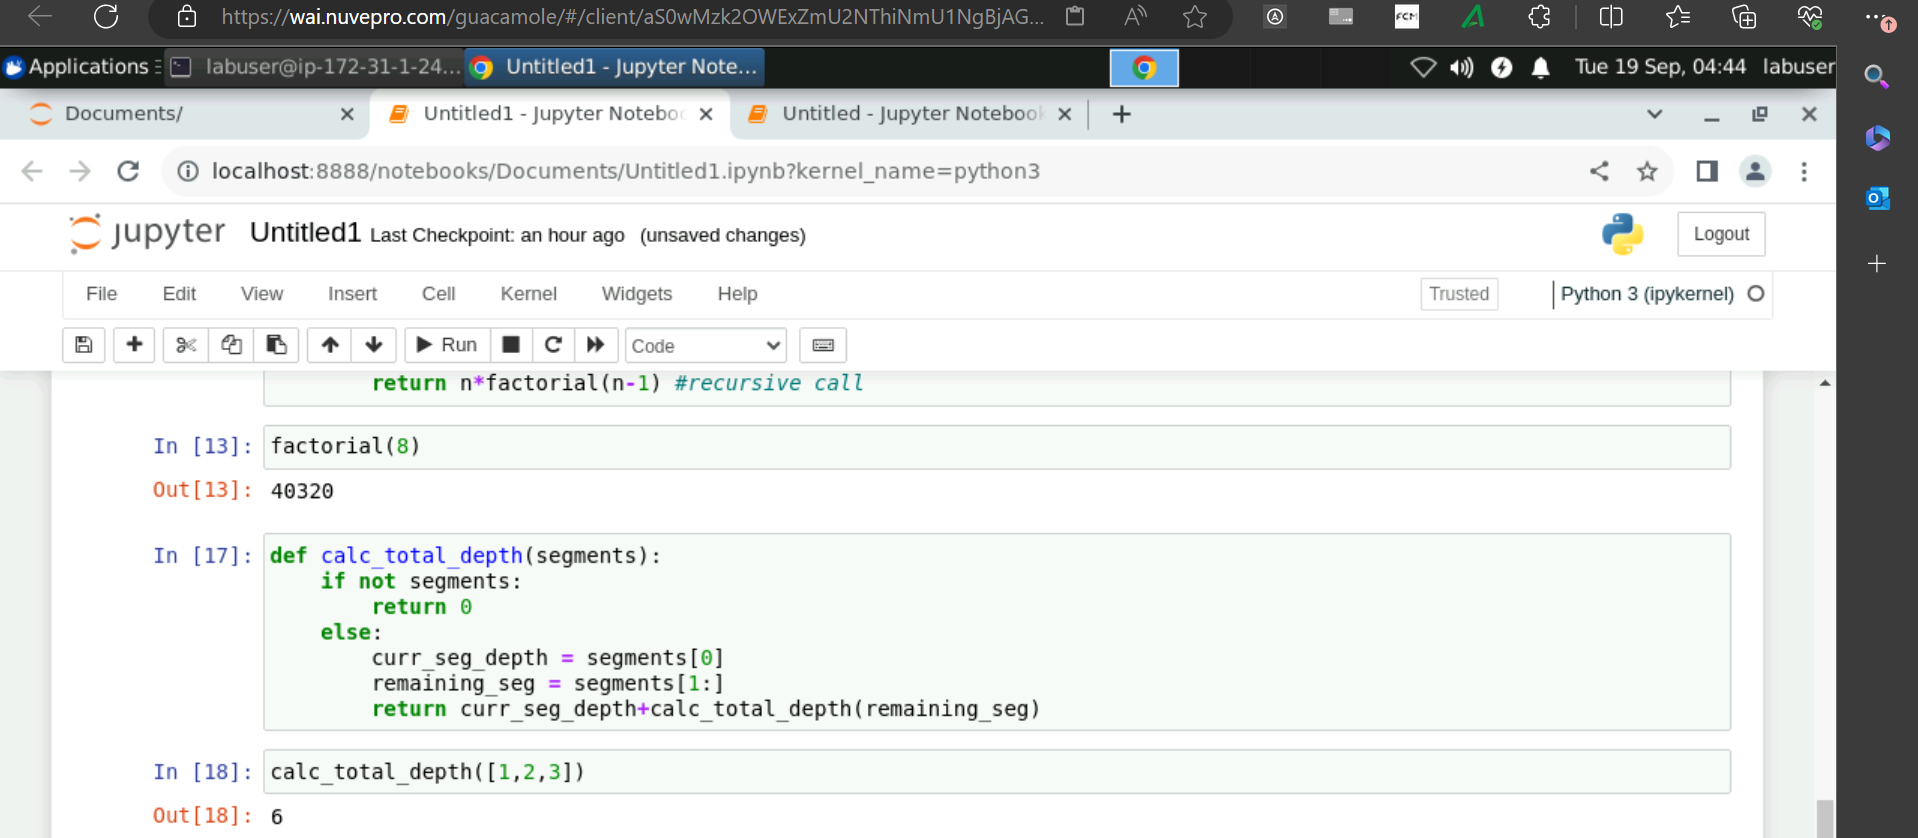 https://wai.nuvepro.com/guacamole/#/client/aS0wMzk2OWExZmU2NThiNmU1NgBjAG...
FCM
Applications
labuser@ip-172-31-1-24...
Untitled1 - Jupyter Note...
Tue 19 Sep, 04:44 labuser
Documents/
Untitled1 - Jupyter Noteboo
Untitled - Jupyter Notebook
localhost:8888/notebooks/Documents/Untitled1.ipynb?kernel_name=python3
jupyter Untitled1 Last Checkpoint: an hour ago (unsaved changes)
Logout
File Edit View Insert Cell Kernel Widgets Help
Trusted
Python 3 (ipykernel)
Run
Code
return n*factorial(n-1) #recursive call
In [13]: factorial(8)
Out[13]: 40320
In [17]: def calc_total_depth(segments):
    if not segments:
        return 0
    else:
        curr_seg_depth = segments[0]
        remaining_seg = segments[1:]
        return curr_seg_depth+calc_total_depth(remaining_seg)
In [18]: calc_total_depth([1,2,3])
Out[18]: 6